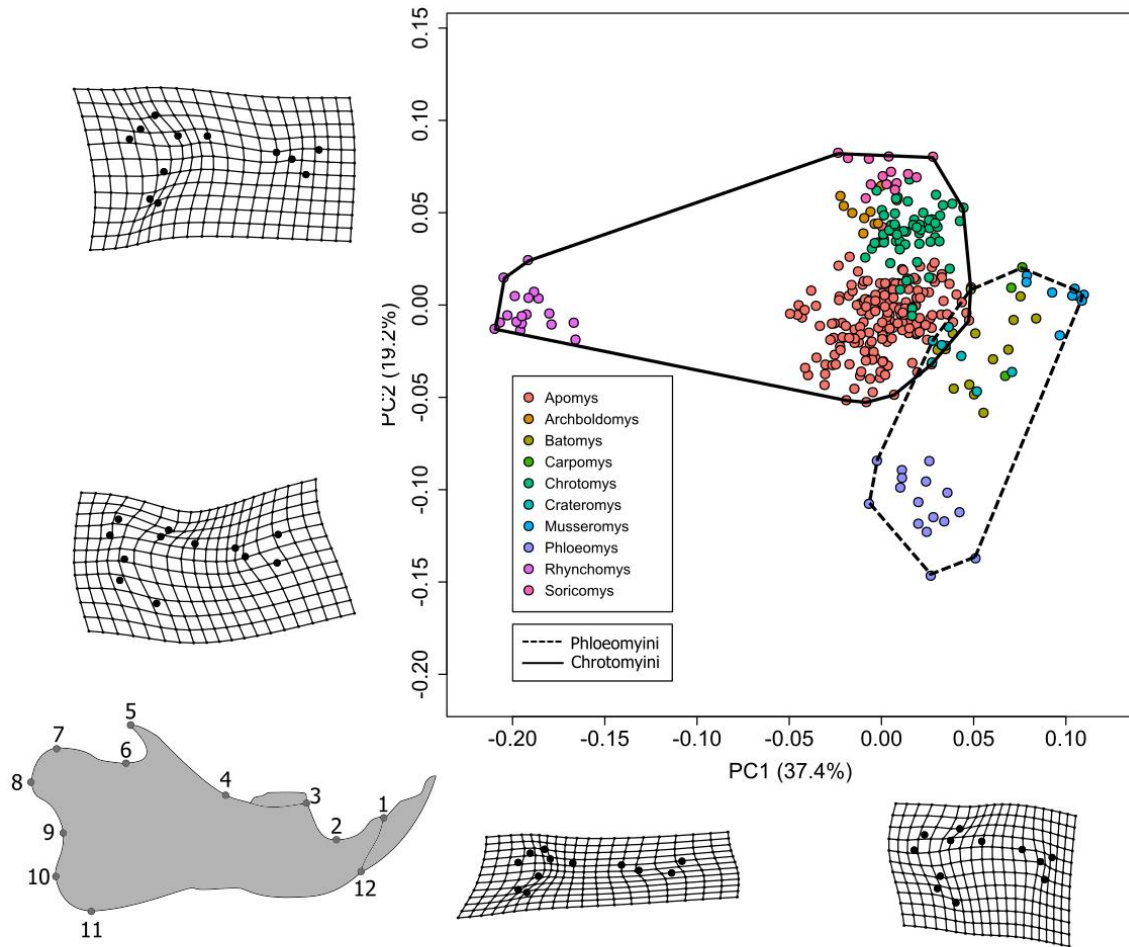 0.15
0.10
0.05
0.00
-0.05
-0.10
-0.15
-0.20
PC2 (19.2%)
Apomys
Archboldomys
Batomys
Carpomys
Chrotomys
Crateromys
Musseromys
Phloeomys
Rhynchomys
Soricomys
Phloeomyini
Chrotomyini
-0.20 -0.15 -0.10 -0.05 0.00 0.05 0.10
PC1 (37.4%)
5
7
6
8
4
3
1
2
9
10
12
11